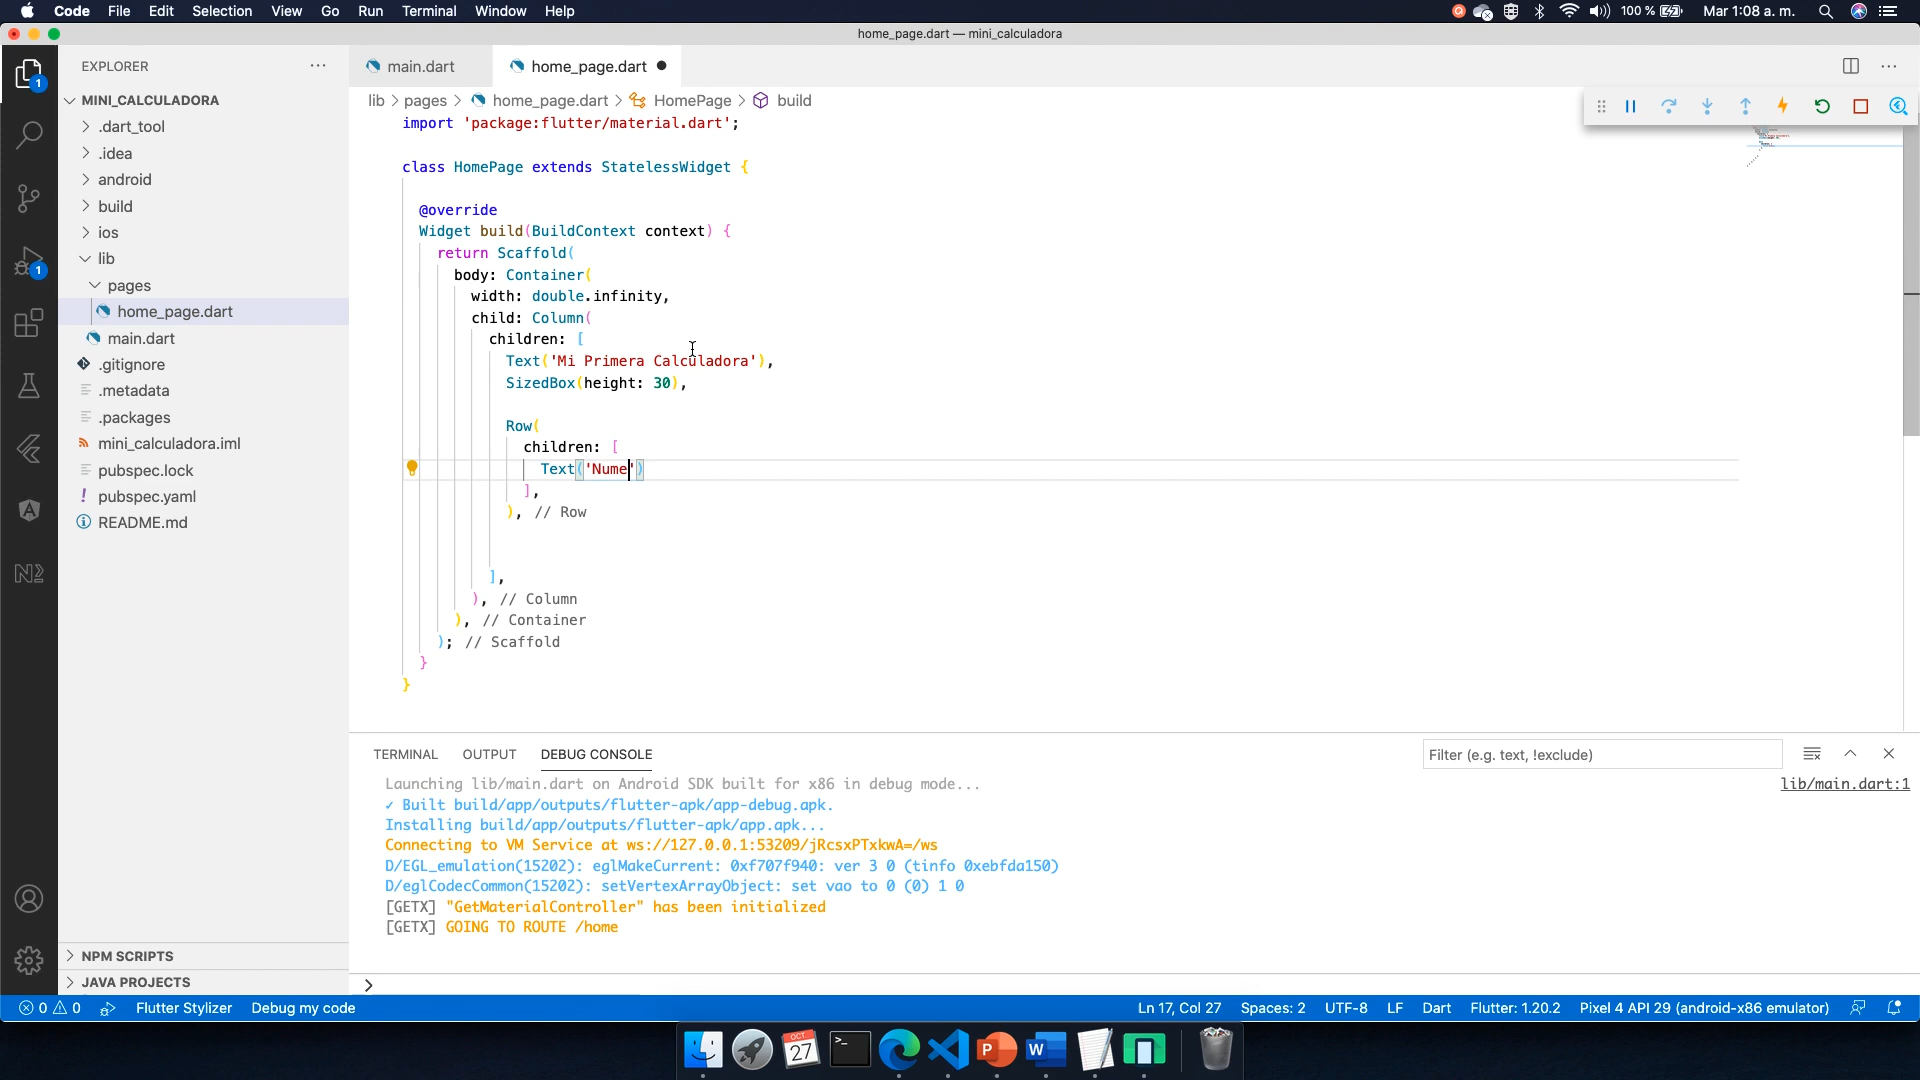 Code File Edit Selection View Go Run Terminal Window Help
100 % Mar 1:08 a. m.
home_page.dart — mini_calculadora
EXPLORER
main.dart
home_page.dart
MINI_CALCULADORA
.dart_tool
.idea
android
build
ios
lib
pages
home_page.dart
main.dart
.gitignore
.metadata
.packages
mini_calculadora.iml
pubspec.lock
pubspec.yaml
README.md
NPM SCRIPTS
JAVA PROJECTS
1
1
lib > pages > home_page.dart > HomePage > build
import 'package:flutter/material.dart';
class HomePage extends StatelessWidget {
@override
Widget build(BuildContext context) {
return Scaffold(
body: Container(
width: double.infinity,
child: Column(
children: [
Text('Mi Primera Calculadora'),
SizedBox(height: 30),
Row(
children: [
Text('Nume')
],
), // Row
],
), // Column
), // Container
); // Scaffold
}
}
TERMINAL OUTPUT DEBUG CONSOLE
Filter (e.g. text, !exclude)
Launching lib/main.dart on Android SDK built for x86 in debug mode...
lib/main.dart:1
✓ Built build/app/outputs/flutter-apk/app-debug.apk.
Installing build/app/outputs/flutter-apk/app.apk...
Connecting to VM Service at ws://127.0.0.1:53209/jRcsxPTxkwA=/ws
D/EGL_emulation(15202): eglMakeCurrent: 0xf707f940: ver 3 0 (tinfo 0xebfda150)
D/eglCodecCommon(15202): setVertexArrayObject: set vao to 0 (0) 1 0
[GETX] "GetMaterialController" has been initialized
[GETX] GOING TO ROUTE /home
>
0 0 Flutter Stylizer Debug my code
Ln 17, Col 27 Spaces: 2 UTF-8 LF Dart Flutter: 1.20.2 Pixel 4 API 29 (android-x86 emulator)
OCT
27
>_
P
W